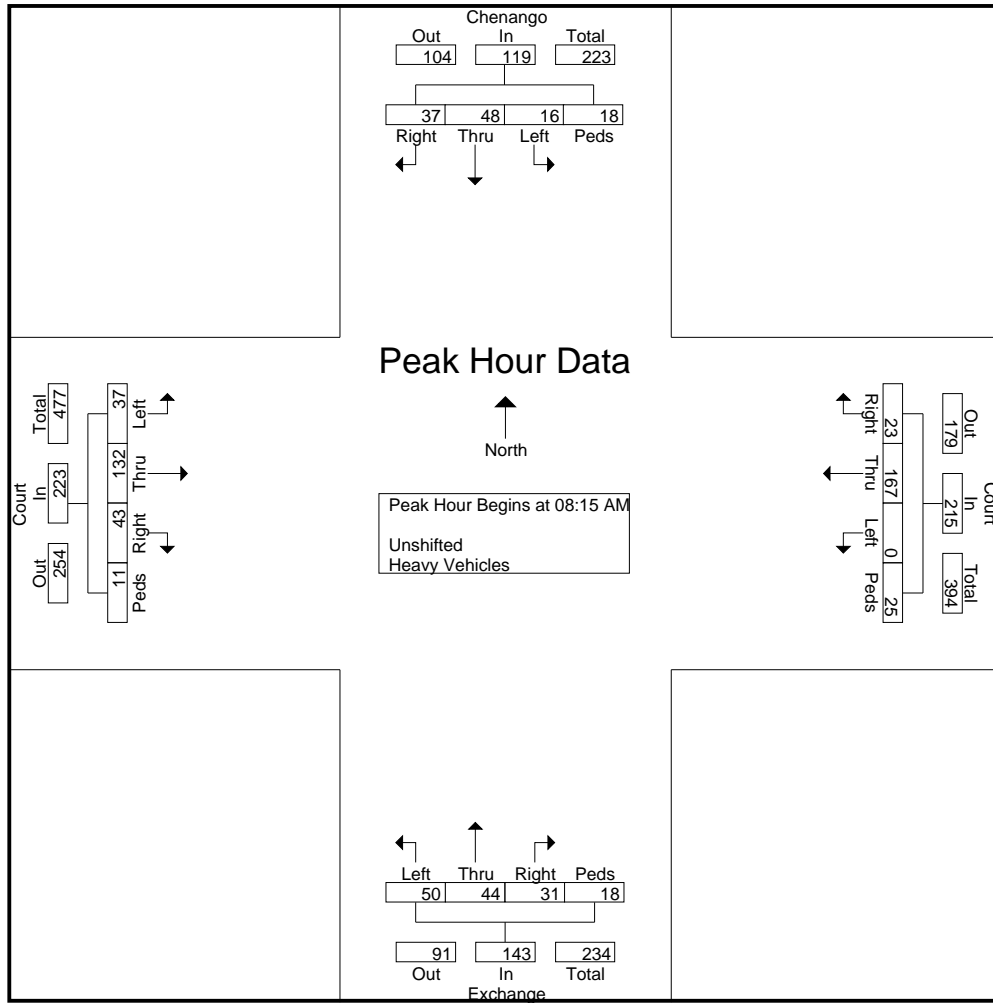 Chenango
Out In Total
104 119 223
37 48 16 18
Right Thru Left Peds
Peak Hour Data
North
Peak Hour Begins at 08:15 AM
Unshifted
Heavy Vehicles
Court
Total In Out
477 223 254
37 132 43 11
Left Thru Right Peds
Court
Out In Total
179 215 394
23 167 0 25
Right Thru Left Peds
Left Thru Right Peds
50 44 31 18
91 143 234
Out In Total
Exchange